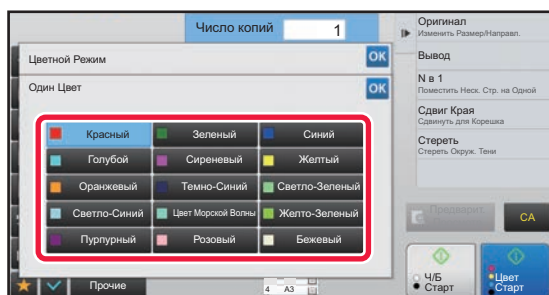 Число копий 1
Цветной Режим OK
Один Цвет OK
Красный Зеленый Синий
Голубой Сиреневый Желтый
Оранжевый Темно-Синий Светло-Зеленый
Светло-Синий Цвет Морской Волны Желто-Зеленый
Пурпурный Розовый Бежевый
Прочие
4 A3
Оригинал
Изменить Размер/Направл.
Вывод
N в 1
Поместить Неск. Стр. на Одной
Сдвиг Края
Сдвинуть для Корешка
Стереть
Стереть Окруж. Тени
CA
Ч/Б
Старт
Цвет
Старт